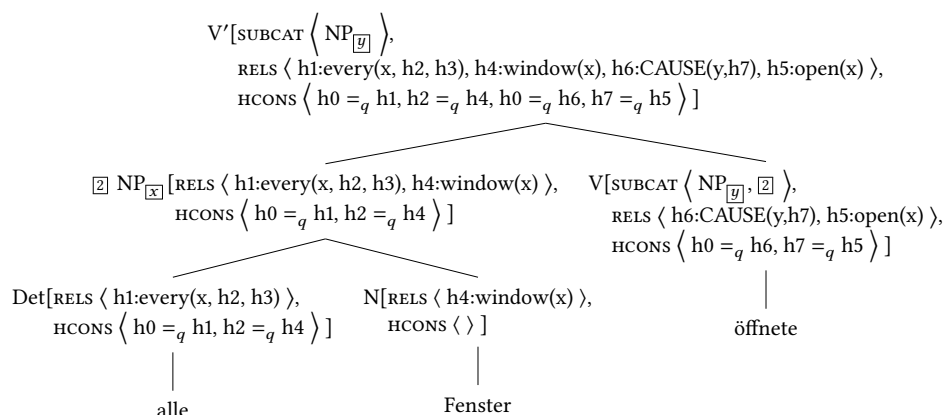 V′[SUBCAT ⟨ NP[y] ⟩,
RELS ⟨ h1:every(x, h2, h3), h4:window(x), h6:CAUSE(y,h7), h5:open(x) ⟩,
HCONS ⟨ h0 =q h1, h2 =q h4, h0 =q h6, h7 =q h5 ⟩ ]
[2] NP[x] [RELS ⟨ h1:every(x, h2, h3), h4:window(x) ⟩,
HCONS ⟨ h0 =q h1, h2 =q h4 ⟩ ]
V[SUBCAT ⟨ NP[y], [2] ⟩,
RELS ⟨ h6:CAUSE(y,h7), h5:open(x) ⟩,
HCONS ⟨ h0 =q h6, h7 =q h5 ⟩ ]
Det[RELS ⟨ h1:every(x, h2, h3) ⟩,
HCONS ⟨ h0 =q h1, h2 =q h4 ⟩ ]
N[RELS ⟨ h4:window(x) ⟩,
HCONS ⟨ ⟩ ]
öffnete
alle
Fenster